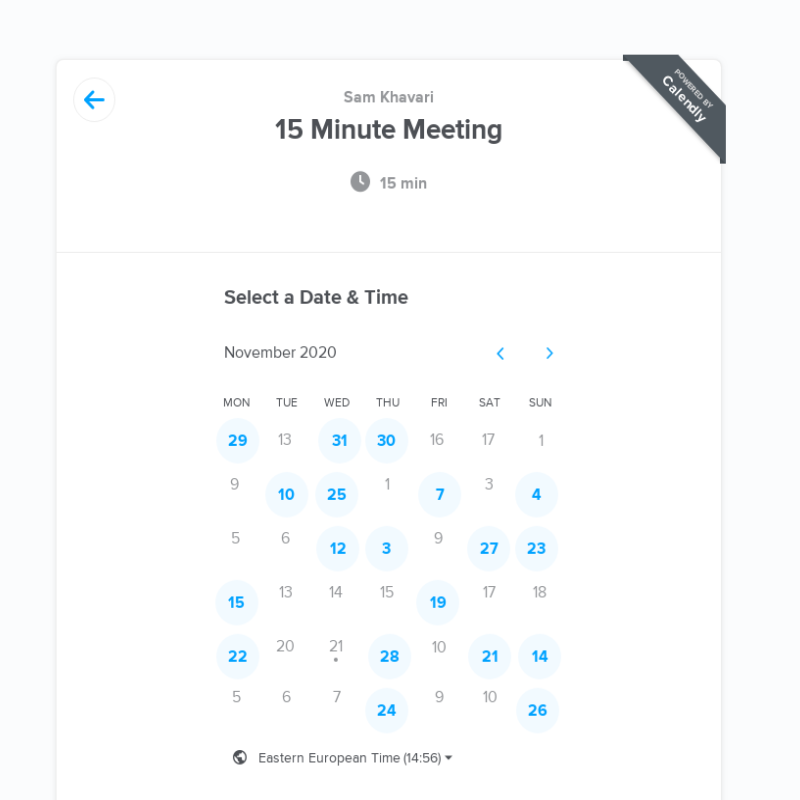 POWERED BY
Calendly
Sam Khavari
15 Minute Meeting
15 min
Select a Date & Time
November 2020
MON TUE WED THU FRI SAT SUN
29 13 31 30 16 17 1
9 10 25 1 7 3 4
5 6 12 3 9 27 23
15 13 14 15 19 17 18
22 20 21 28 10 21 14
5 6 7 24 9 10 26
Eastern European Time (14:56)